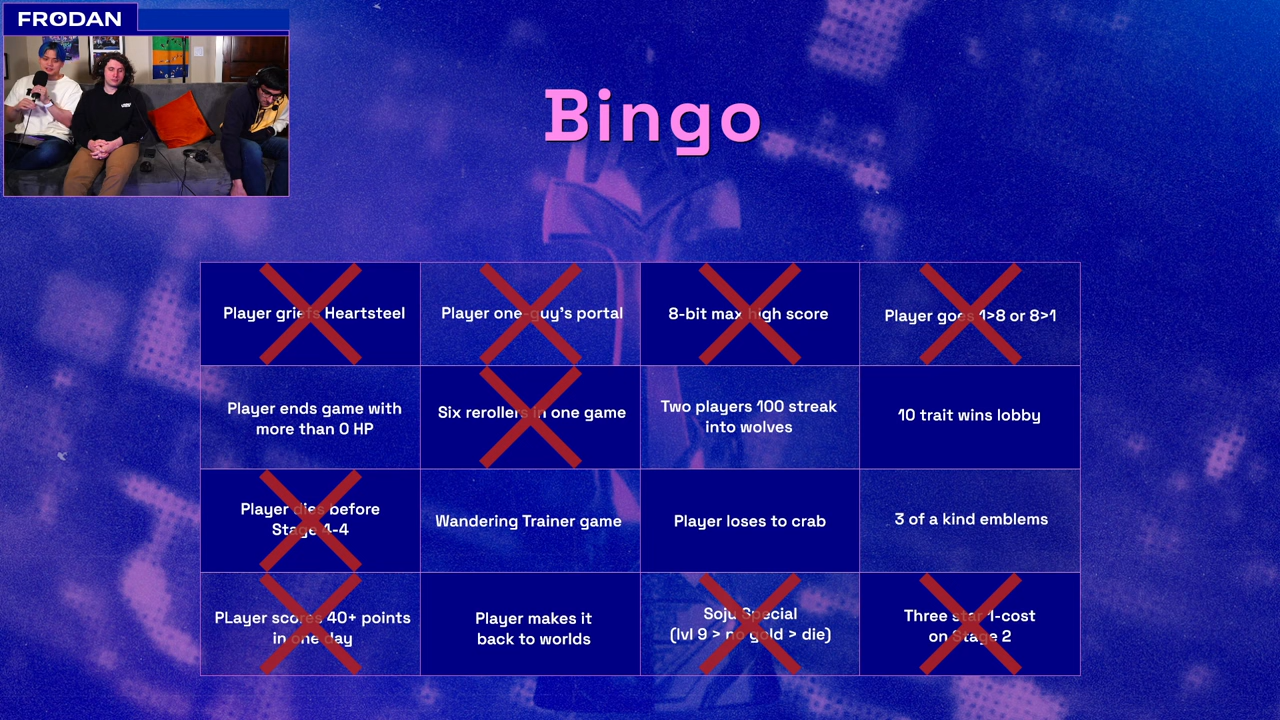 FRODAN
Bingo
Player griefs Heartsteel
Player one-guy's portal
8-bit max high score
Player goes 1>8 or 8>1
Player ends game with
more than 0 HP
Six rerollers in one game
Two players 100 streak
into wolves
10 trait wins lobby
Player dies before
Stage 4-4
Wandering Trainer game
Player loses to crab
3 of a kind emblems
PLayer scores 40+ points
in one day
Player makes it
back to worlds
Soju Special
(lvl 9 > no gold > die)
Three star 1-cost
on Stage 2